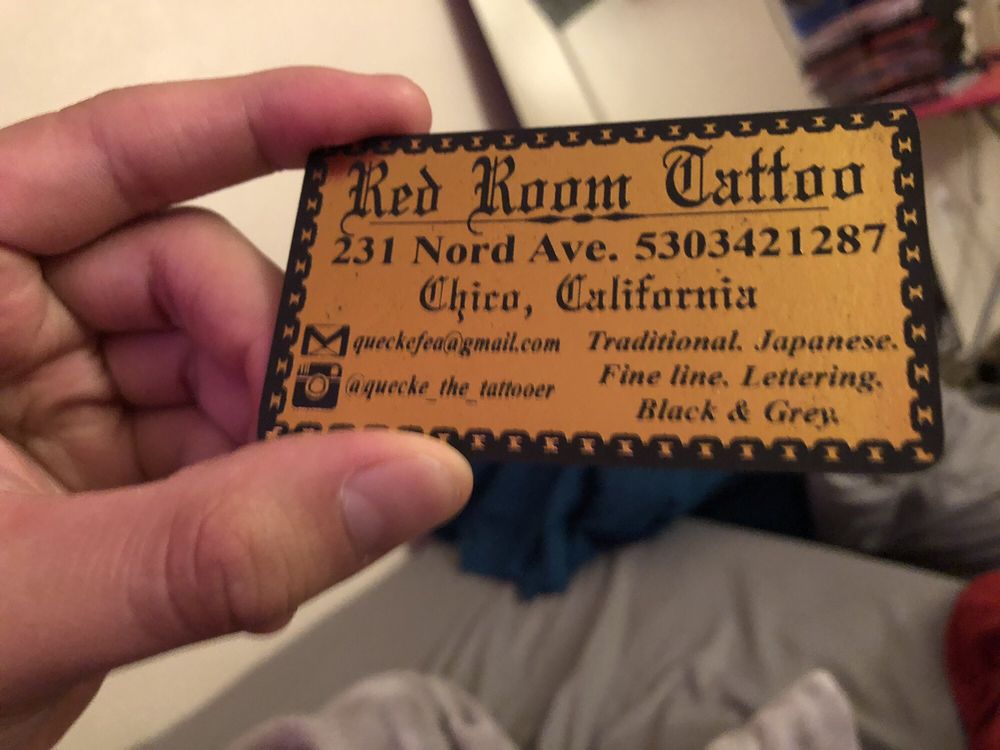 Red Room Tattoo
231 Nord Ave. 5303421287
Chico, California
queckefea@gmail.com
@quecke_the_tattooer
Traditional. Japanese.
Fine line. Lettering.
Black & Grey.